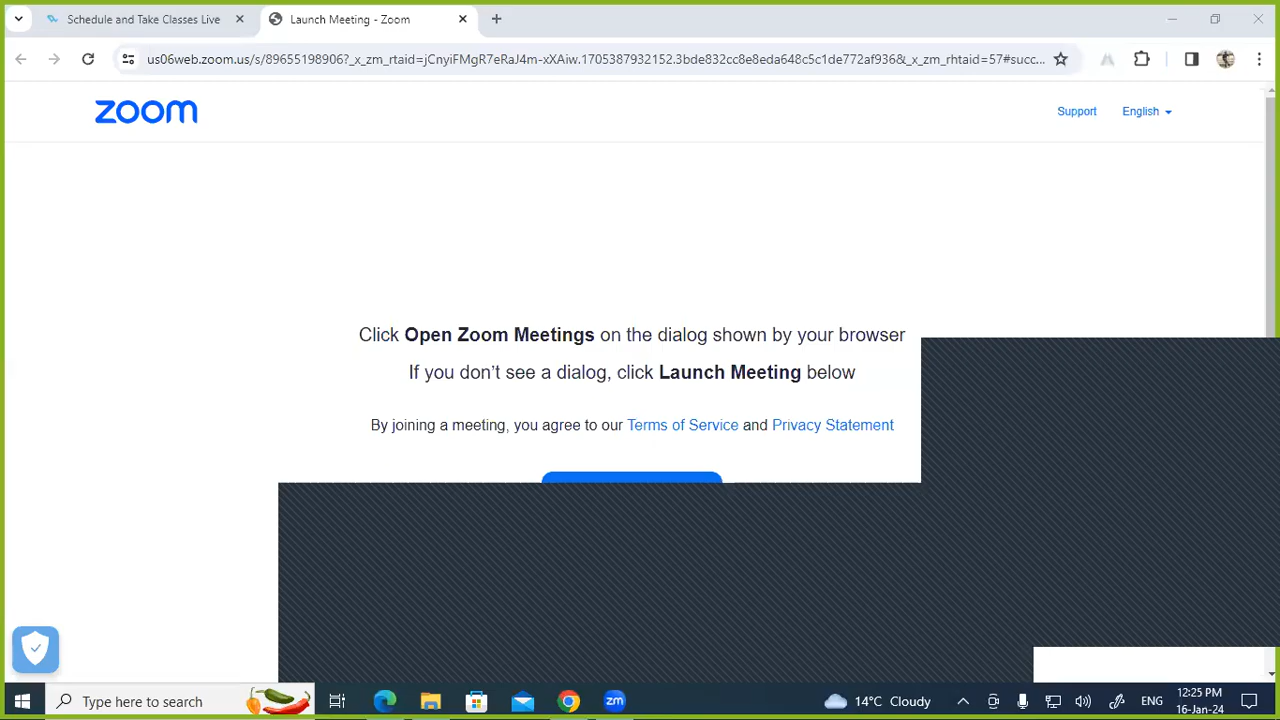 Schedule and Take Classes Live
Launch Meeting - Zoom
us06web.zoom.us/s/89655198906?_x_zm_rtaid=jCnyiFMgR7eRaJ4m-xXAiw.1705387932152.3bde832cc8e8eda648c5c1de772af936&_x_zm_rhtaid=57#succ...
zoom
Support
English
Click Open Zoom Meetings on the dialog shown by your browser
If you don't see a dialog, click Launch Meeting below
By joining a meeting, you agree to our Terms of Service and Privacy Statement
Type here to search
zm
14°C Cloudy
ENG
12:25 PM
16-Jan-24